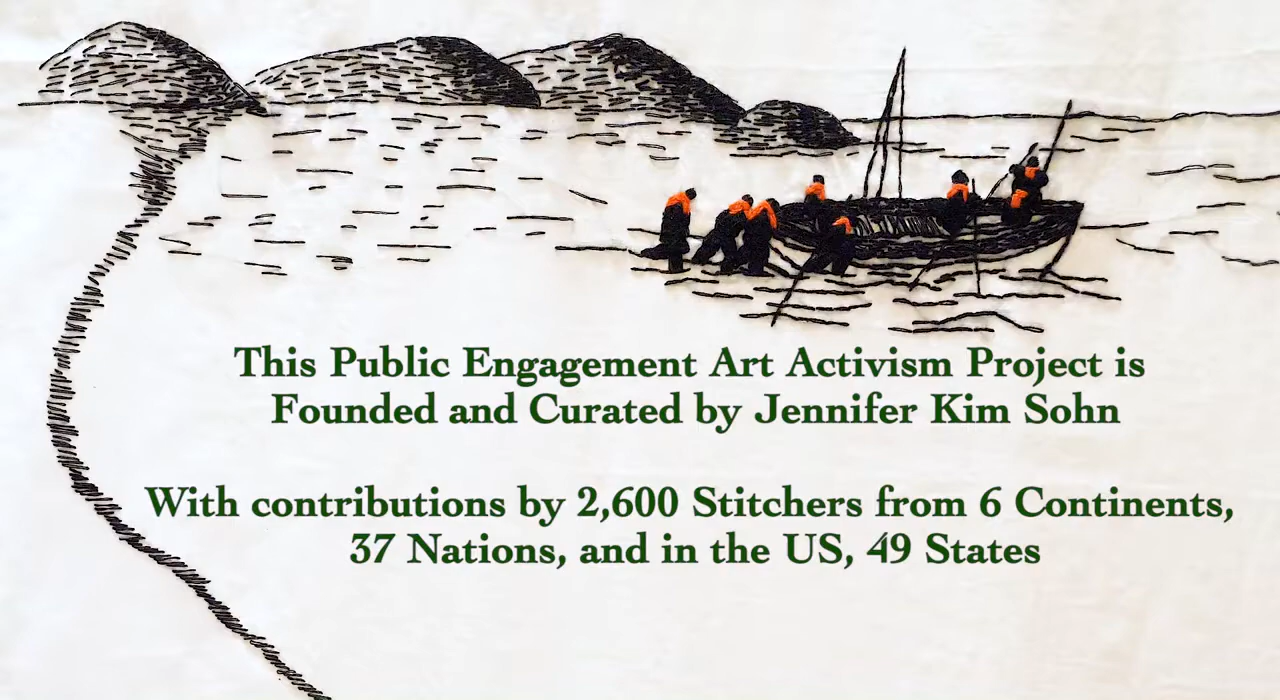 This Public Engagement Art Activism Project is
Founded and Curated by Jennifer Kim Sohn
With contributions by 2,600 Stitchers from 6 Continents,
37 Nations, and in the US, 49 States